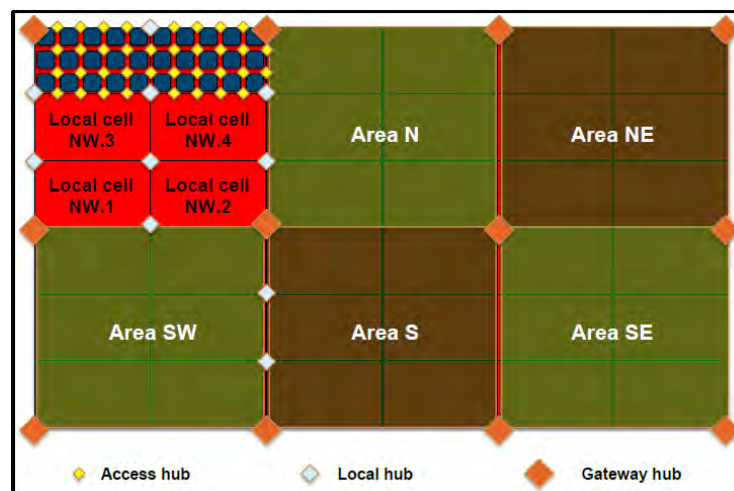 Local cell
NW.3
Local cell
NW.4
Area N
Area NE
Local cell
NW.1
Local cell
NW.2
Area SW
Area S
Area SE
Access hub
Local hub
Gateway hub